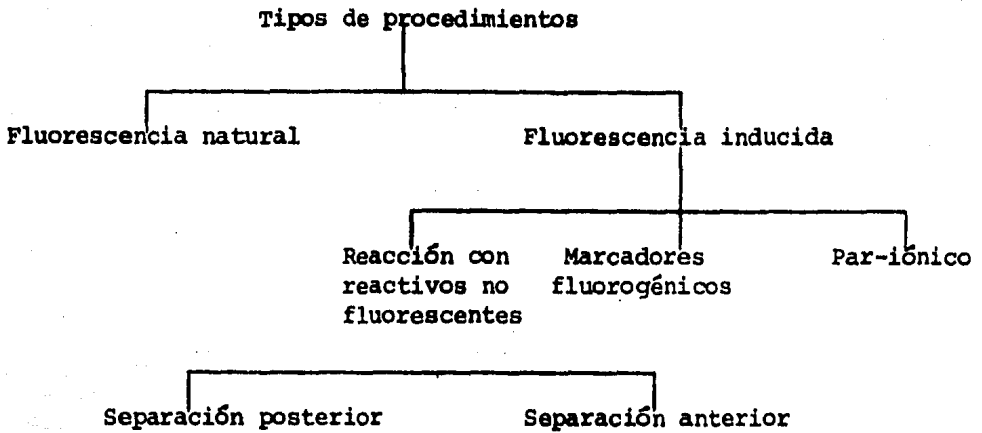 Tipos de procedimientos
Fluorescencia natural
Fluorescencia inducida
Reacción con
reactivos no
fluorescentes
Marcadores
fluorogénicos
Par-iónico
Separación posterior
Separación anterior